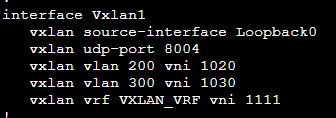 interface Vxlan1
vxlan source-interface Loopback0
vxlan udp-port 8004
vxlan vlan 200 vni 1020
vxlan vlan 300 vni 1030
vxlan vrf VXLAN_VRF vni 1111
!